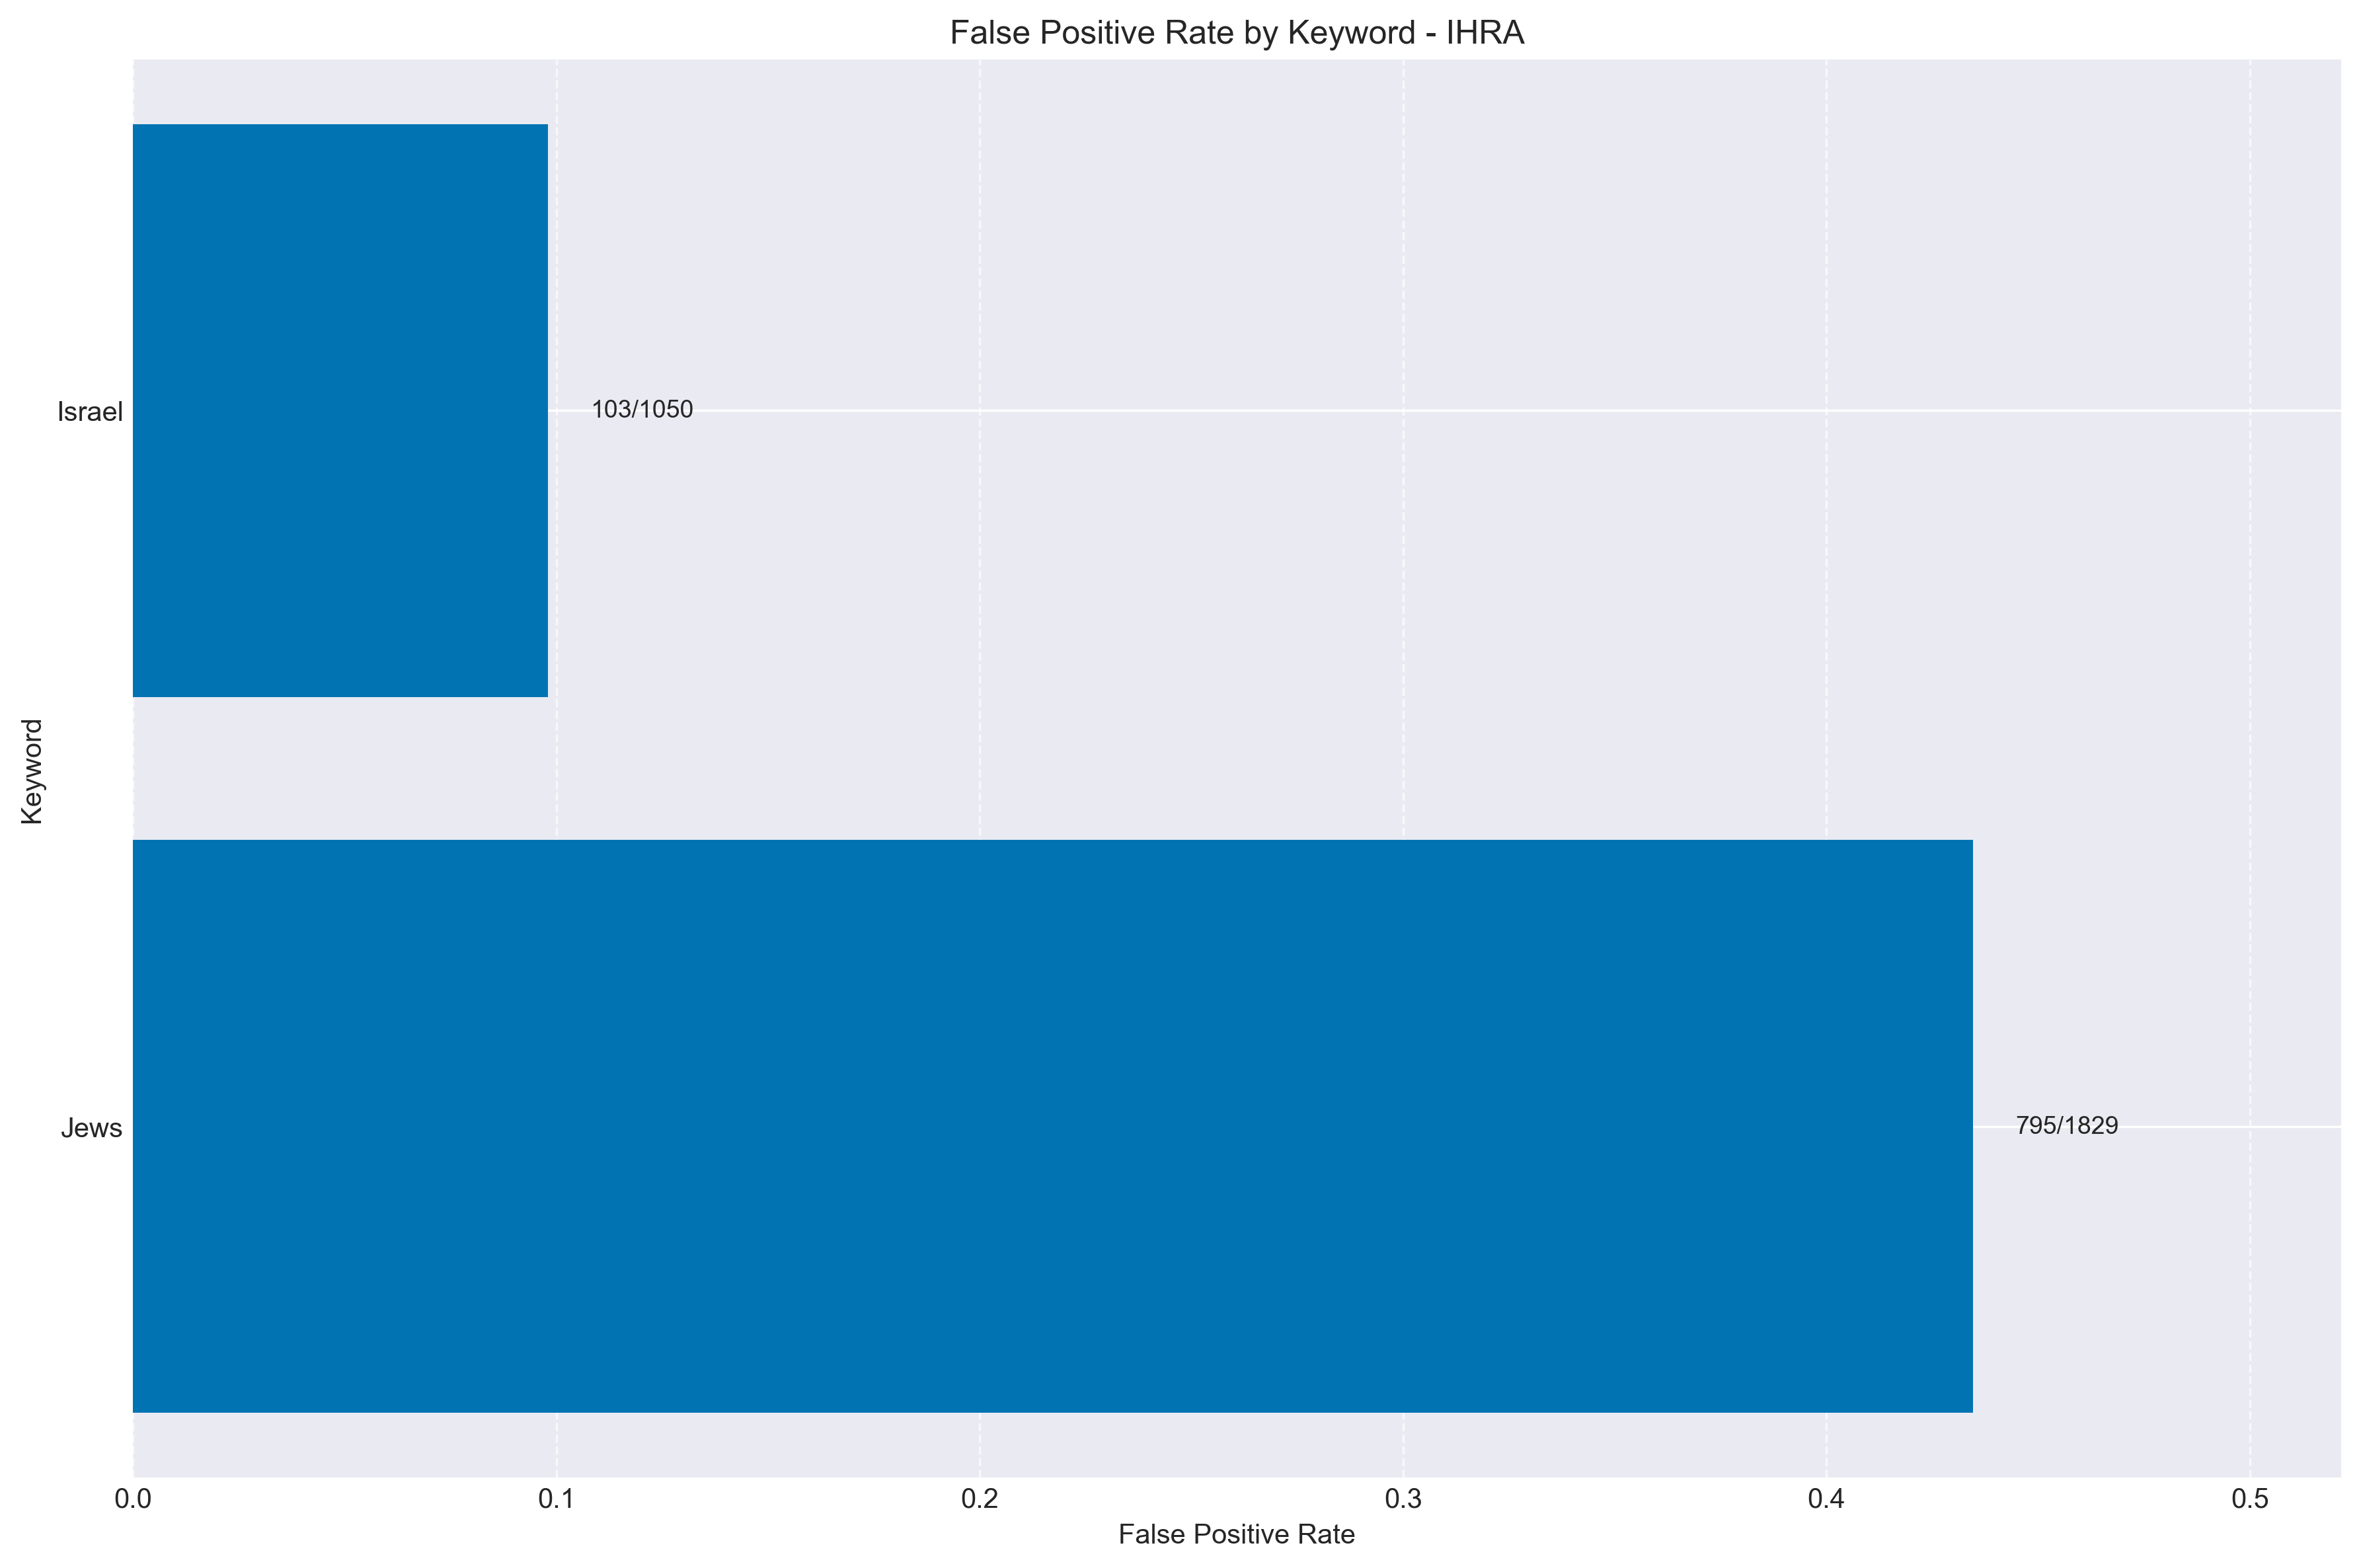 False Positive Rate by Keyword - IHRA
Israel
103/1050
Keyword
Jews
795/1829
0.0
0.1
0.2
0.3
0.4
0.5
False Positive Rate